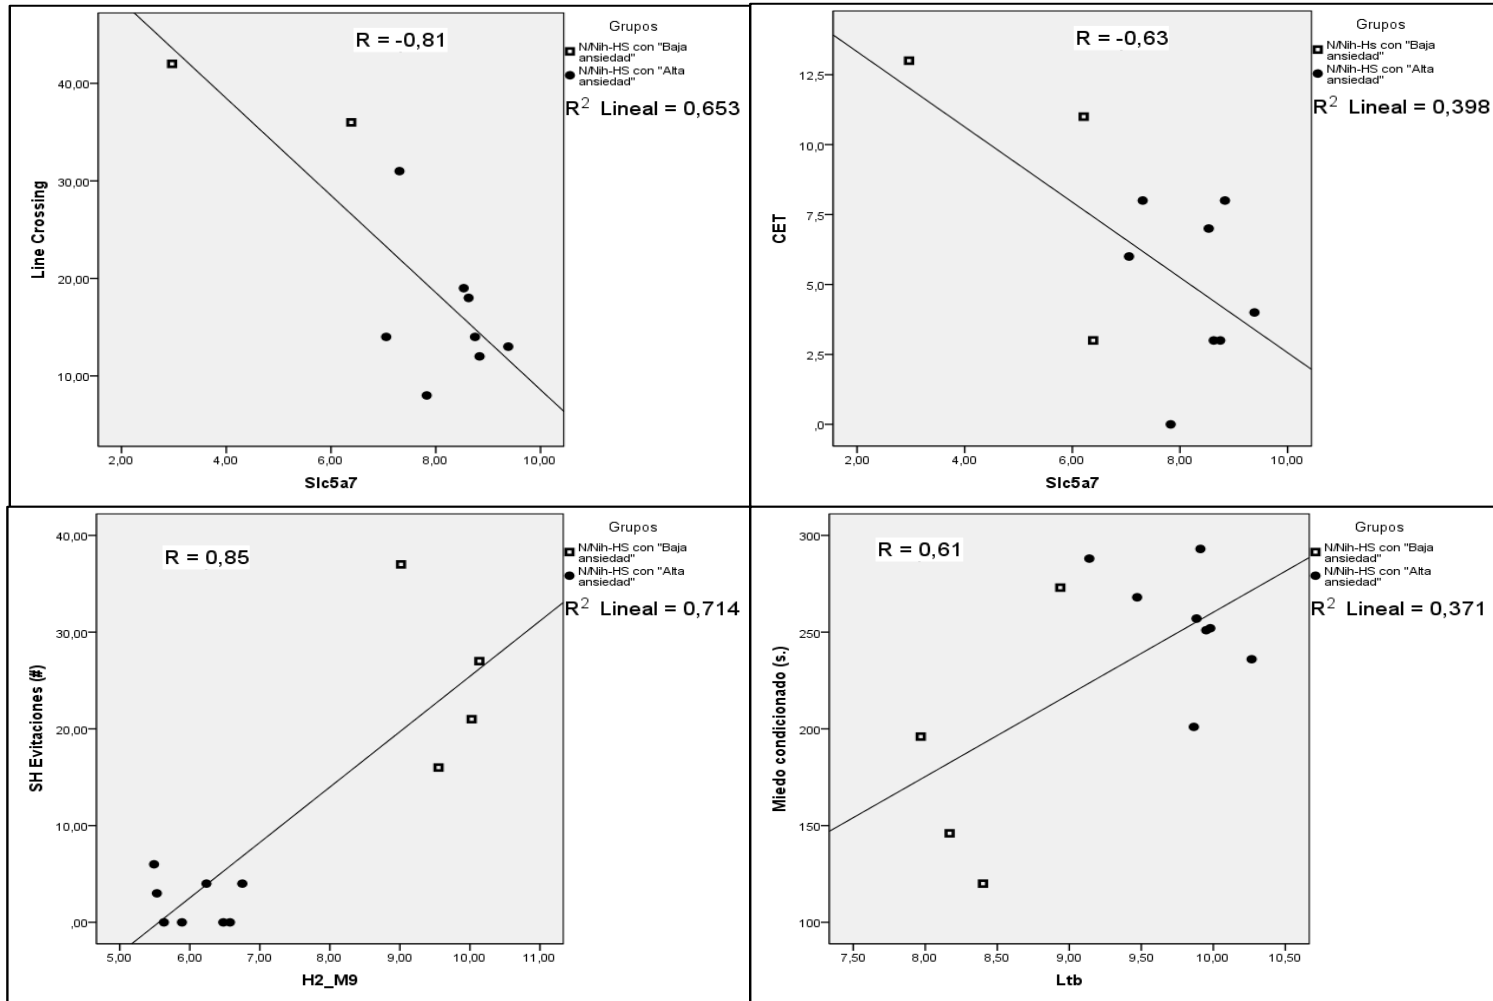 R = -0,81
Grupos
N/Nih-HS con "Baja
ansiedad"
N/Nih-HS con "Alta
ansiedad"
R² Lineal = 0,653
40,00
30,00
20,00
10,00
Line Crossing
2,00 4,00 6,00 8,00 10,00
Slc5a7
R = -0,63
Grupos
N/Nih-Hs con "Baja
ansiedad"
N/Nih-HS con "Alta
ansiedad"
R² Lineal = 0,398
12,5
10,0
7,5
5,0
2,5
,0
CET
2,00 4,00 6,00 8,00 10,00
Slc5a7
R = 0,85
Grupos
N/Nih-HS con "Baja
ansiedad"
N/Nih-HS con "Alta
ansiedad"
R² Lineal = 0,714
40,00
30,00
20,00
10,00
,00
SH Evitaciones (#)
5,00 6,00 7,00 8,00 9,00 10,00 11,00
H2_M9
R = 0,61
Grupos
N/Nih-HS con "Baja
ansiedad"
N/Nih-HS con "Alta
ansiedad"
R² Lineal = 0,371
300
250
200
150
100
Miedo condicionado (s.)
7,50 8,00 8,50 9,00 9,50 10,00 10,50
Ltb